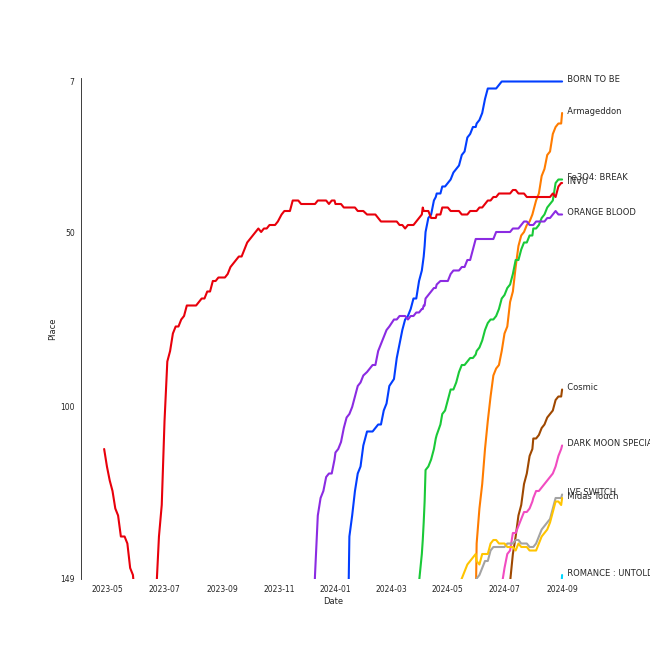 7
BORN TO BE
Armageddon
Fe3O4: BREAK
INVU
ORANGE BLOOD
50
Place
Cosmic
100
DARK MOON SPECIA
IVE SWITCH
Midas Touch
ROMANCE : UNTOLD
149
2023-05 2023-07 2023-09 2023-11 2024-01 2024-03 2024-05 2024-07 2024-09
Date